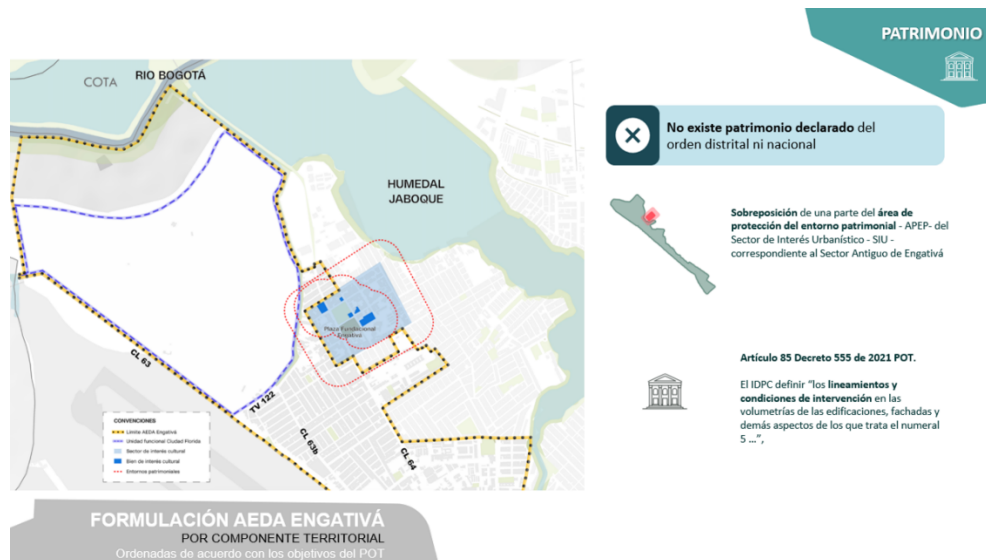 PATRIMONIO
COTA
RIO BOGOTÁ
HUMEDAL
JABOQUE
Plaza Fundacional
Engativá
CL 63
TV 122
CL 63b
CL 64
CONVENCIONES
Límite AEDA Engativá
Unidad funcional Ciudad Florida
Sector de interés cultural
Bien de interés cultural
Entornos patrimoniales
No existe patrimonio declarado del
orden distrital ni nacional
Sobreposición de una parte del área de
protección del entorno patrimonial - APEP- del
Sector de Interés Urbanístico - SIU -
correspondiente al Sector Antiguo de Engativá
Artículo 85 Decreto 555 de 2021 POT.
El IDPC definir “los lineamientos y
condiciones de intervención en las
volumetrías de las edificaciones, fachadas y
demás aspectos de los que trata el numeral
5 ...”,
FORMULACIÓN AEDA ENGATIVÁ
POR COMPONENTE TERRITORIAL
Ordenadas de acuerdo con los objetivos del POT